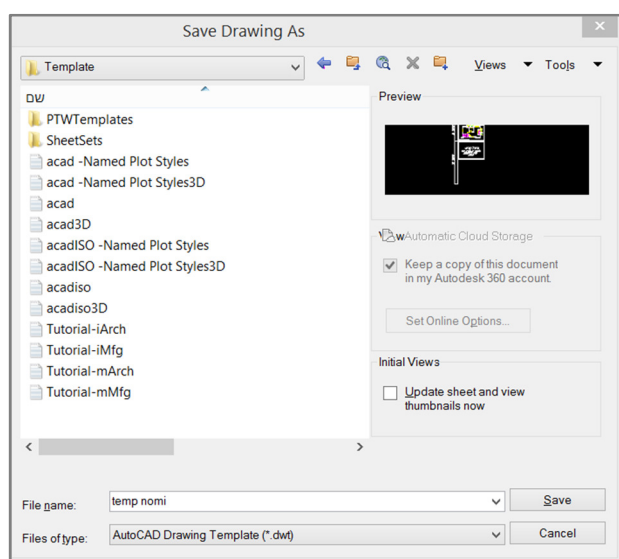 Save Drawing As
Template
Views Tools
שם
PTWTemplates
SheetSets
acad -Named Plot Styles
acad -Named Plot Styles3D
acad
acad3D
acadISO -Named Plot Styles
acadISO -Named Plot Styles3D
acadiso
acadiso3D
Tutorial-iArch
Tutorial-iMfg
Tutorial-mArch
Tutorial-mMfg
Preview
Automatic Cloud Storage
Keep a copy of this document
in my Autodesk 360 account.
Set Online Options...
Initial Views
Update sheet and view
thumbnails now
File name: temp nomi Save
Files of type: AutoCAD Drawing Template (*.dwt) Cancel